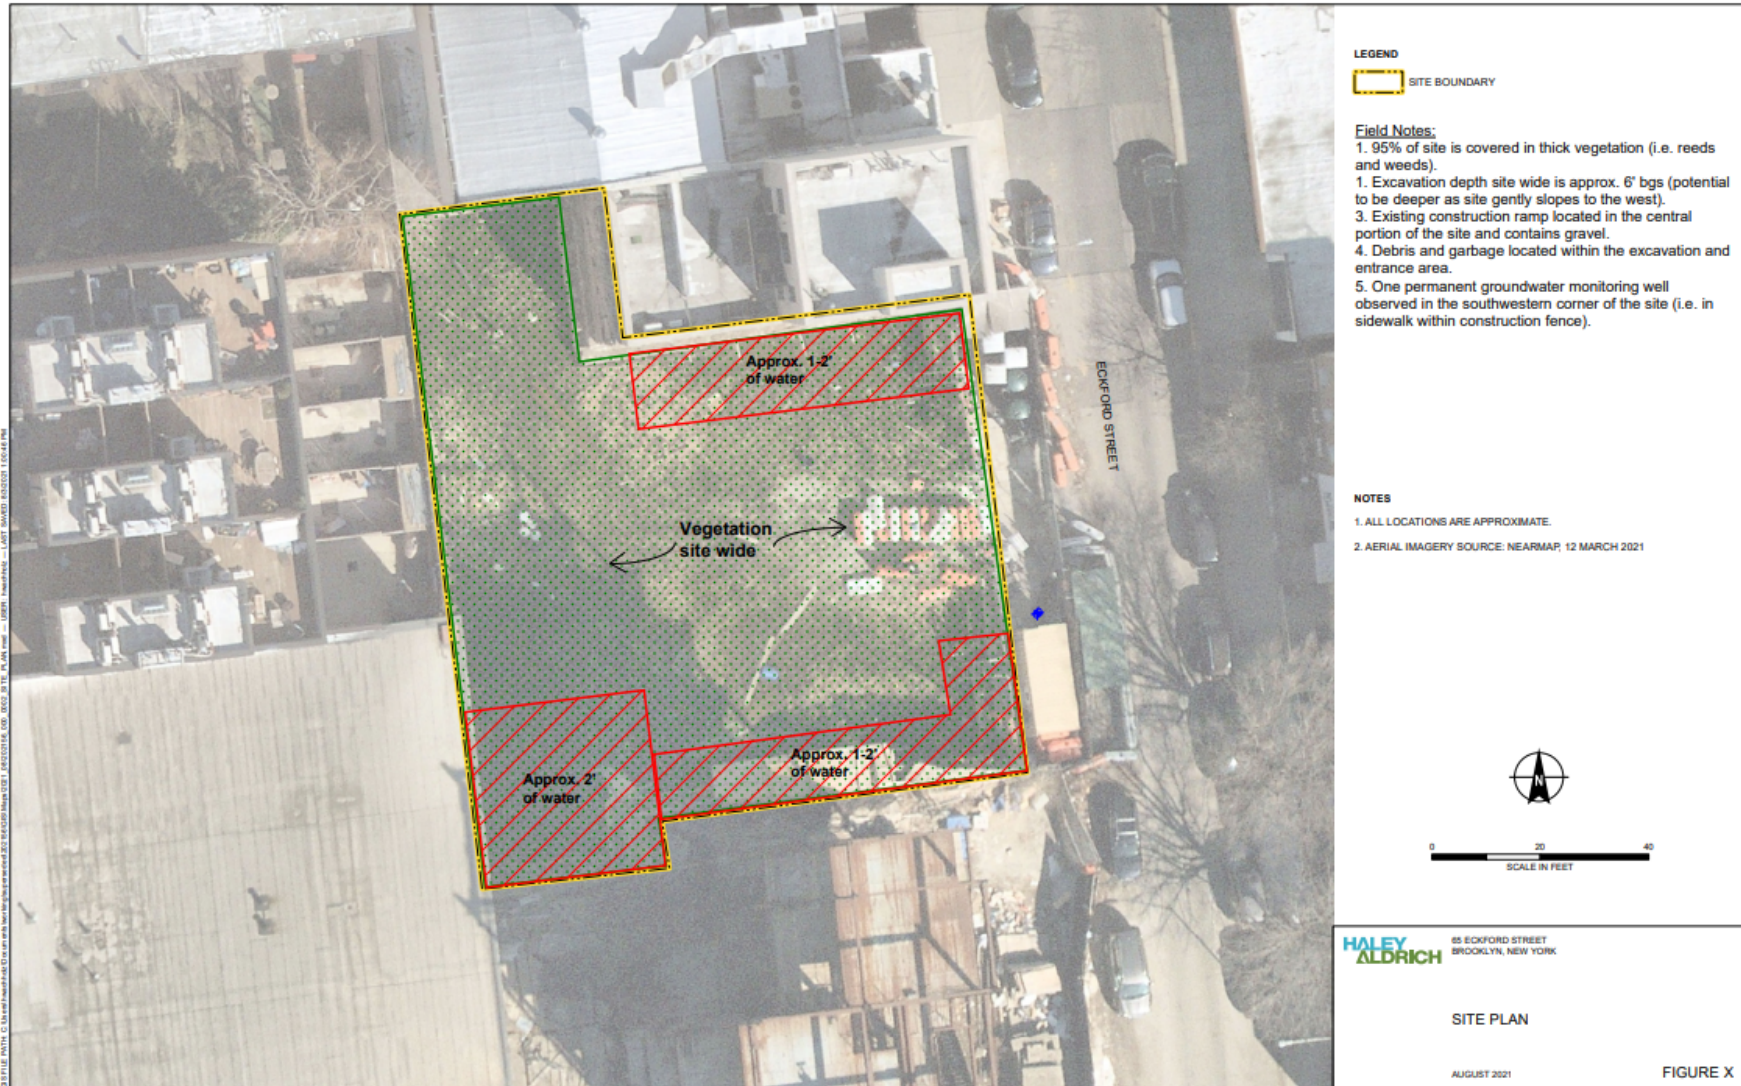 LEGEND
SITE BOUNDARY
Field Notes:
1. 95% of site is covered in thick vegetation (i.e. reeds
and weeds).
1. Excavation depth site wide is approx. 6' bgs (potential
to be deeper as site gently slopes to the west).
3. Existing construction ramp located in the central
portion of the site and contains gravel.
4. Debris and garbage located within the excavation and
entrance area.
5. One permanent groundwater monitoring well
observed in the southwestern corner of the site (i.e. in
sidewalk within construction fence).
Approx. 1-2'
of water
ECKFORD STREET
Vegetation
site wide
Approx. 2'
of water
Approx. 1-2'
of water
NOTES
1. ALL LOCATIONS ARE APPROXIMATE.
2. AERIAL IMAGERY SOURCE: NEARMAP, 12 MARCH 2021
N
0 20 40
SCALE IN FEET
HALEY
ALDRICH
65 ECKFORD STREET
BROOKLYN, NEW YORK
SITE PLAN
AUGUST 2021
FIGURE X